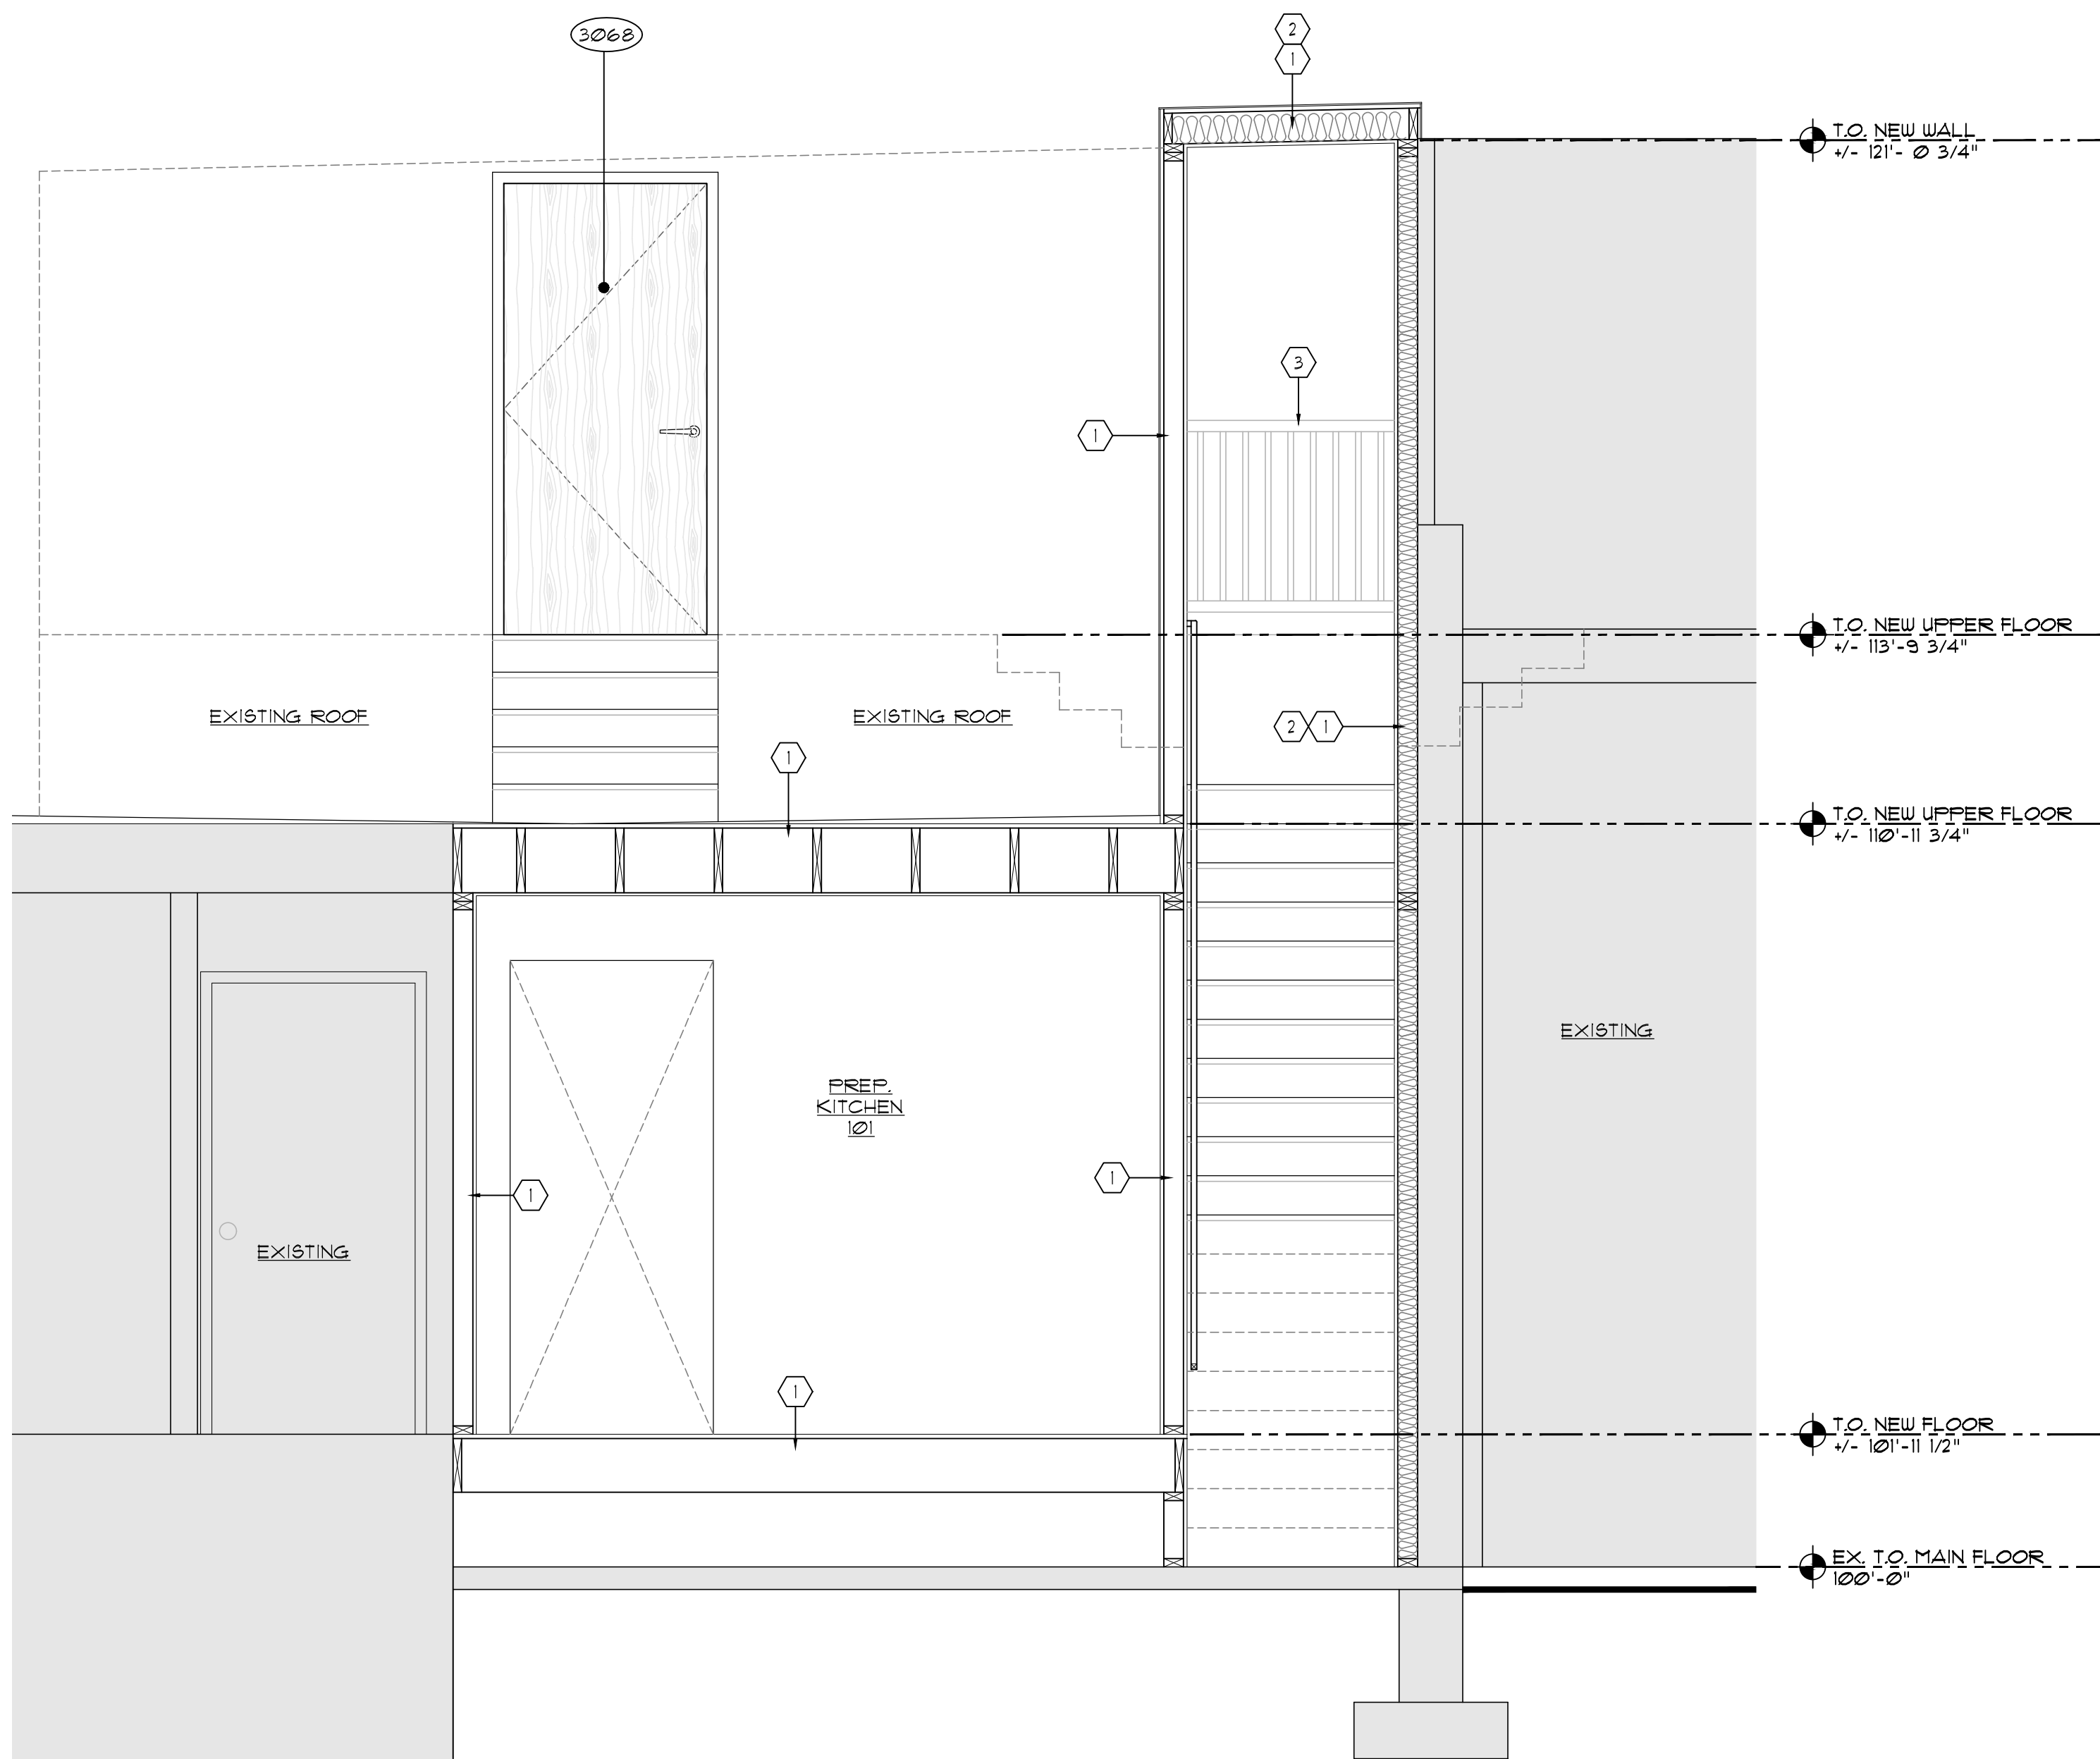 3068
2
1
T.O. NEW WALL
+/- 121'- 0 3/4"
3
1
T.O. NEW UPPER FLOOR
+/- 113'-9 3/4"
EXISTING ROOF
EXISTING ROOF
2 1
1
T.O. NEW UPPER FLOOR
+/- 110'-11 3/4"
EXISTING
PREP.
KITCHEN
101
1
1
EXISTING
1
T.O. NEW FLOOR
+/- 101'-11 1/2"
EX. T.O. MAIN FLOOR
100'-0"